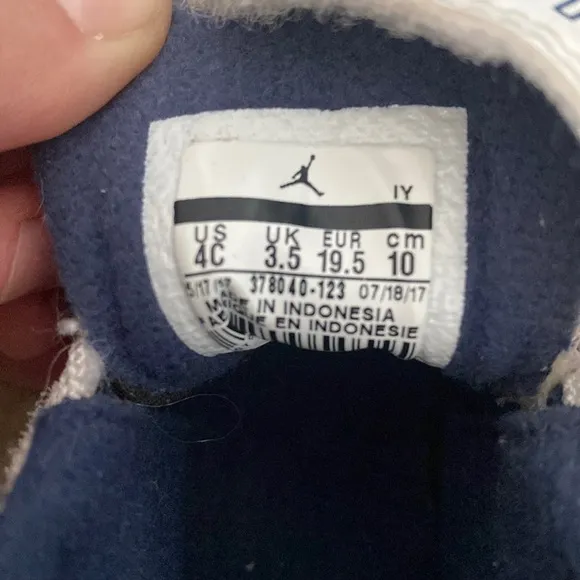 IY
US UK EUR cm
4C 3.5 19.5 10
378040-123 07/18/17
MADE IN INDONESIA
EN INDONESIE